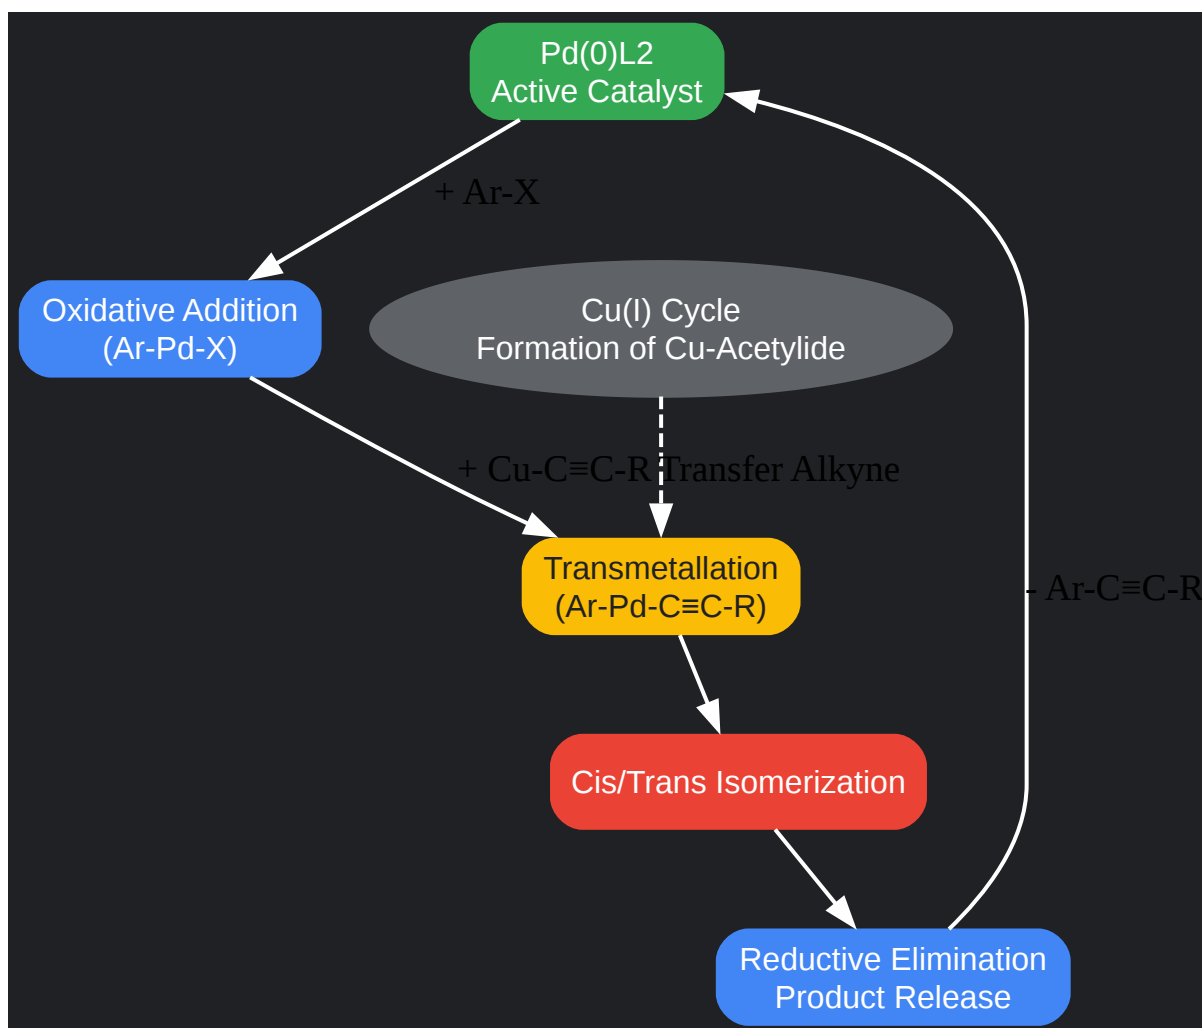 Pd(0)L2
Active Catalyst
+ Ar-X
Oxidative Addition
(Ar-Pd-X)
Cu(I) Cycle
Formation of Cu-Acetylide
+ Cu-C≡C-R
Transfer Alkyne
Transmetallation
(Ar-Pd-C≡C-R)
- Ar-C≡C-R
Cis/Trans Isomerization
Reductive Elimination
Product Release